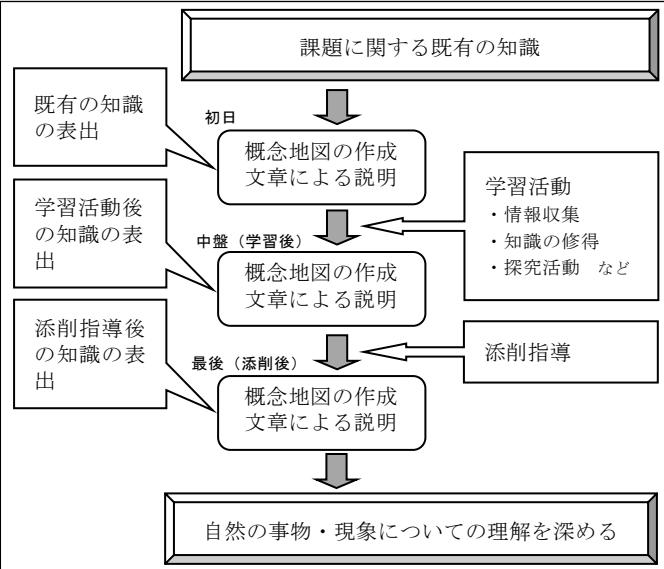 課題に関する既有の知識
既有の知識
の表出
初日
概念地図の作成
文章による説明
学習活動
・情報収集
・知識の修得
・探究活動　など
学習活動後
の知識の表
出
中盤（学習後）
概念地図の作成
文章による説明
添削指導後
の知識の表
出
添削指導
最後（添削後）
概念地図の作成
文章による説明
自然の事物・現象についての理解を深める